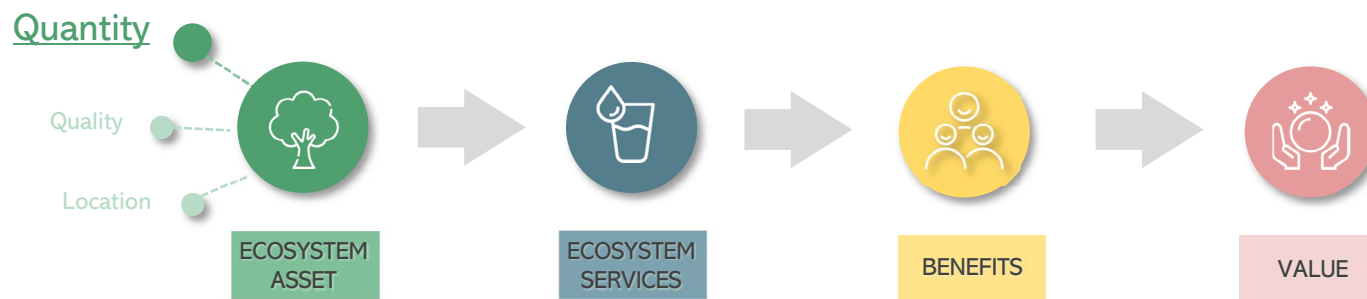 Quantity
Quality
Location
ECOSYSTEM
ASSET
ECOSYSTEM
SERVICES
BENEFITS
VALUE